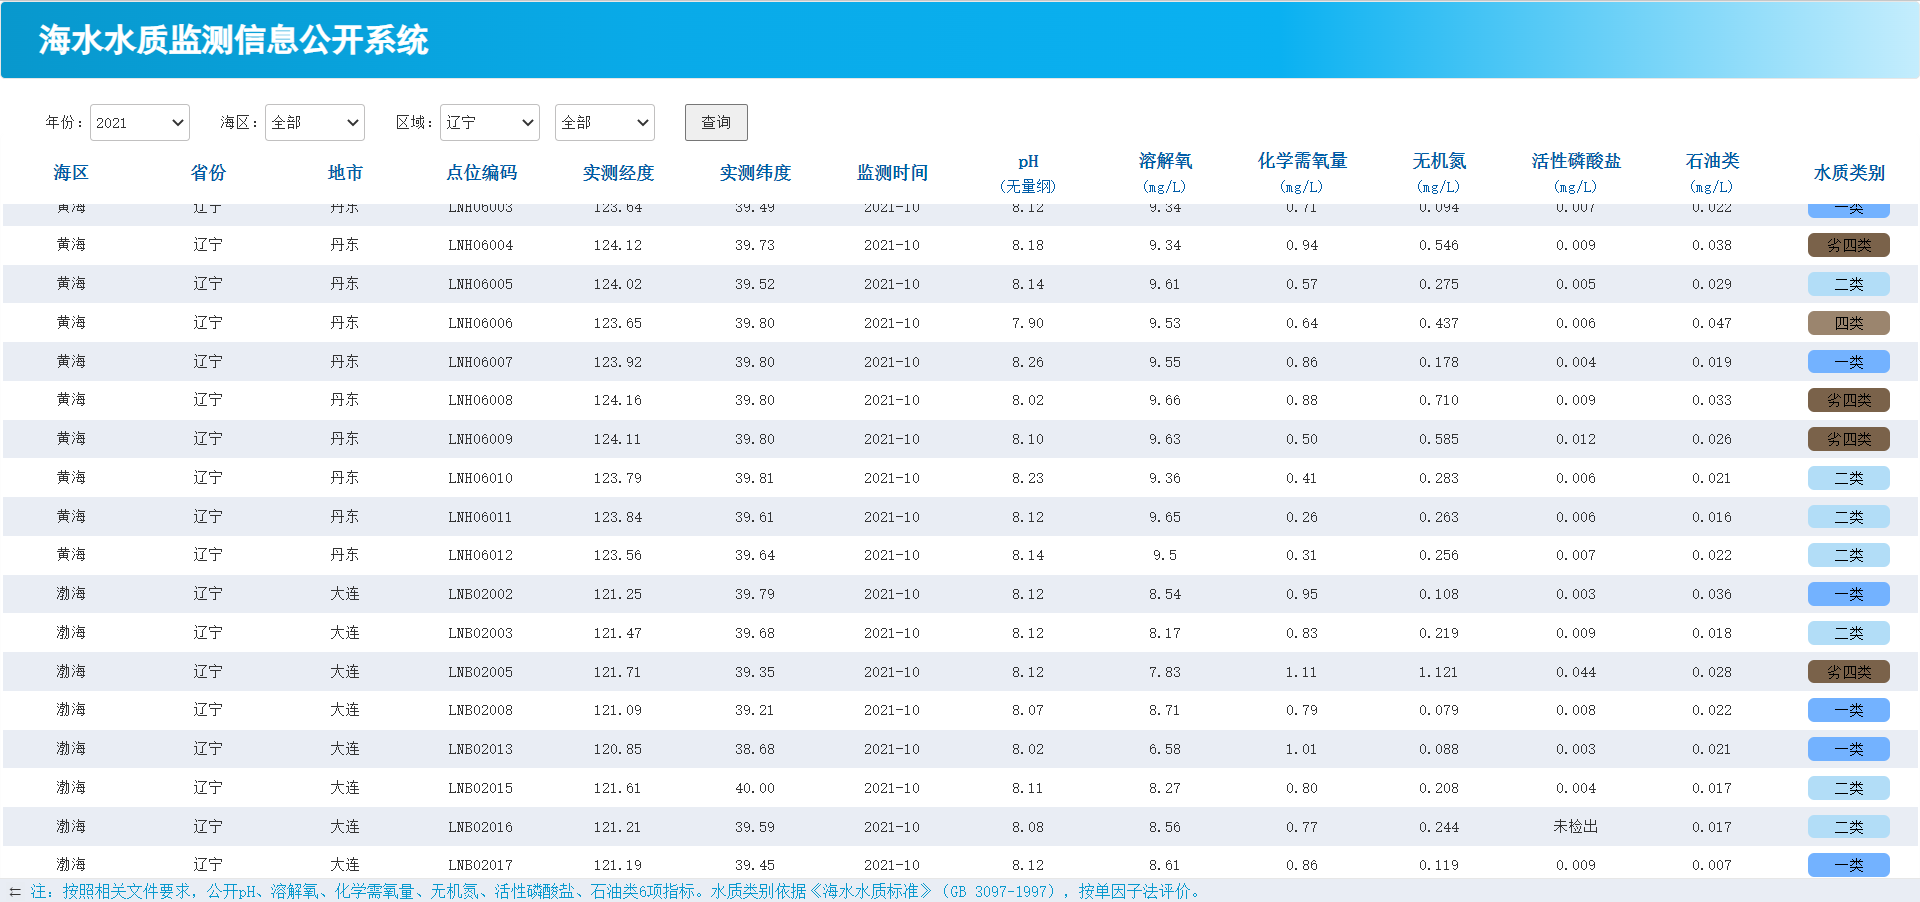 海水水质监测信息公开系统
年份： 2021 海区： 全部 区域： 辽宁 全部 查询
海区 省份 地市 点位编码 实测经度 实测纬度 监测时间 pH (无量纲) 溶解氧 (mg/L) 化学需氧量 (mg/L) 无机氮 (mg/L) 活性磷酸盐 (mg/L) 石油类 (mg/L) 水质类别
黄海 辽宁 丹东 LNH06003 123.64 39.49 2021-10 8.12 9.34 0.71 0.094 0.007 0.022 一类
黄海 辽宁 丹东 LNH06004 124.12 39.73 2021-10 8.18 9.34 0.94 0.546 0.009 0.038 劣四类
黄海 辽宁 丹东 LNH06005 124.02 39.52 2021-10 8.14 9.61 0.57 0.275 0.005 0.029 二类
黄海 辽宁 丹东 LNH06006 123.65 39.80 2021-10 7.90 9.53 0.64 0.437 0.006 0.047 四类
黄海 辽宁 丹东 LNH06007 123.92 39.80 2021-10 8.26 9.55 0.86 0.178 0.004 0.019 一类
黄海 辽宁 丹东 LNH06008 124.16 39.80 2021-10 8.02 9.66 0.88 0.710 0.009 0.033 劣四类
黄海 辽宁 丹东 LNH06009 124.11 39.80 2021-10 8.10 9.63 0.50 0.585 0.012 0.026 劣四类
黄海 辽宁 丹东 LNH06010 123.79 39.81 2021-10 8.23 9.36 0.41 0.283 0.006 0.021 二类
黄海 辽宁 丹东 LNH06011 123.84 39.61 2021-10 8.12 9.65 0.26 0.263 0.006 0.016 二类
黄海 辽宁 丹东 LNH06012 123.56 39.64 2021-10 8.14 9.5 0.31 0.256 0.007 0.022 二类
渤海 辽宁 大连 LNB02002 121.25 39.79 2021-10 8.12 8.54 0.95 0.108 0.003 0.036 一类
渤海 辽宁 大连 LNB02003 121.47 39.68 2021-10 8.12 8.17 0.83 0.219 0.009 0.018 二类
渤海 辽宁 大连 LNB02005 121.71 39.35 2021-10 8.12 7.83 1.11 1.121 0.044 0.028 劣四类
渤海 辽宁 大连 LNB02008 121.09 39.21 2021-10 8.07 8.71 0.79 0.079 0.008 0.022 一类
渤海 辽宁 大连 LNB02013 120.85 38.68 2021-10 8.02 6.58 1.01 0.088 0.003 0.021 一类
渤海 辽宁 大连 LNB02015 121.61 40.00 2021-10 8.11 8.27 0.80 0.208 0.004 0.017 二类
渤海 辽宁 大连 LNB02016 121.21 39.59 2021-10 8.08 8.56 0.77 0.244 未检出 0.017 二类
渤海 辽宁 大连 LNB02017 121.19 39.45 2021-10 8.12 8.61 0.86 0.119 0.009 0.007 一类
注：按照相关文件要求，公开pH、溶解氧、化学需氧量、无机氮、活性磷酸盐、石油类6项指标。水质类别依据《海水水质标准》（GB 3097-1997），按单因子法评价。